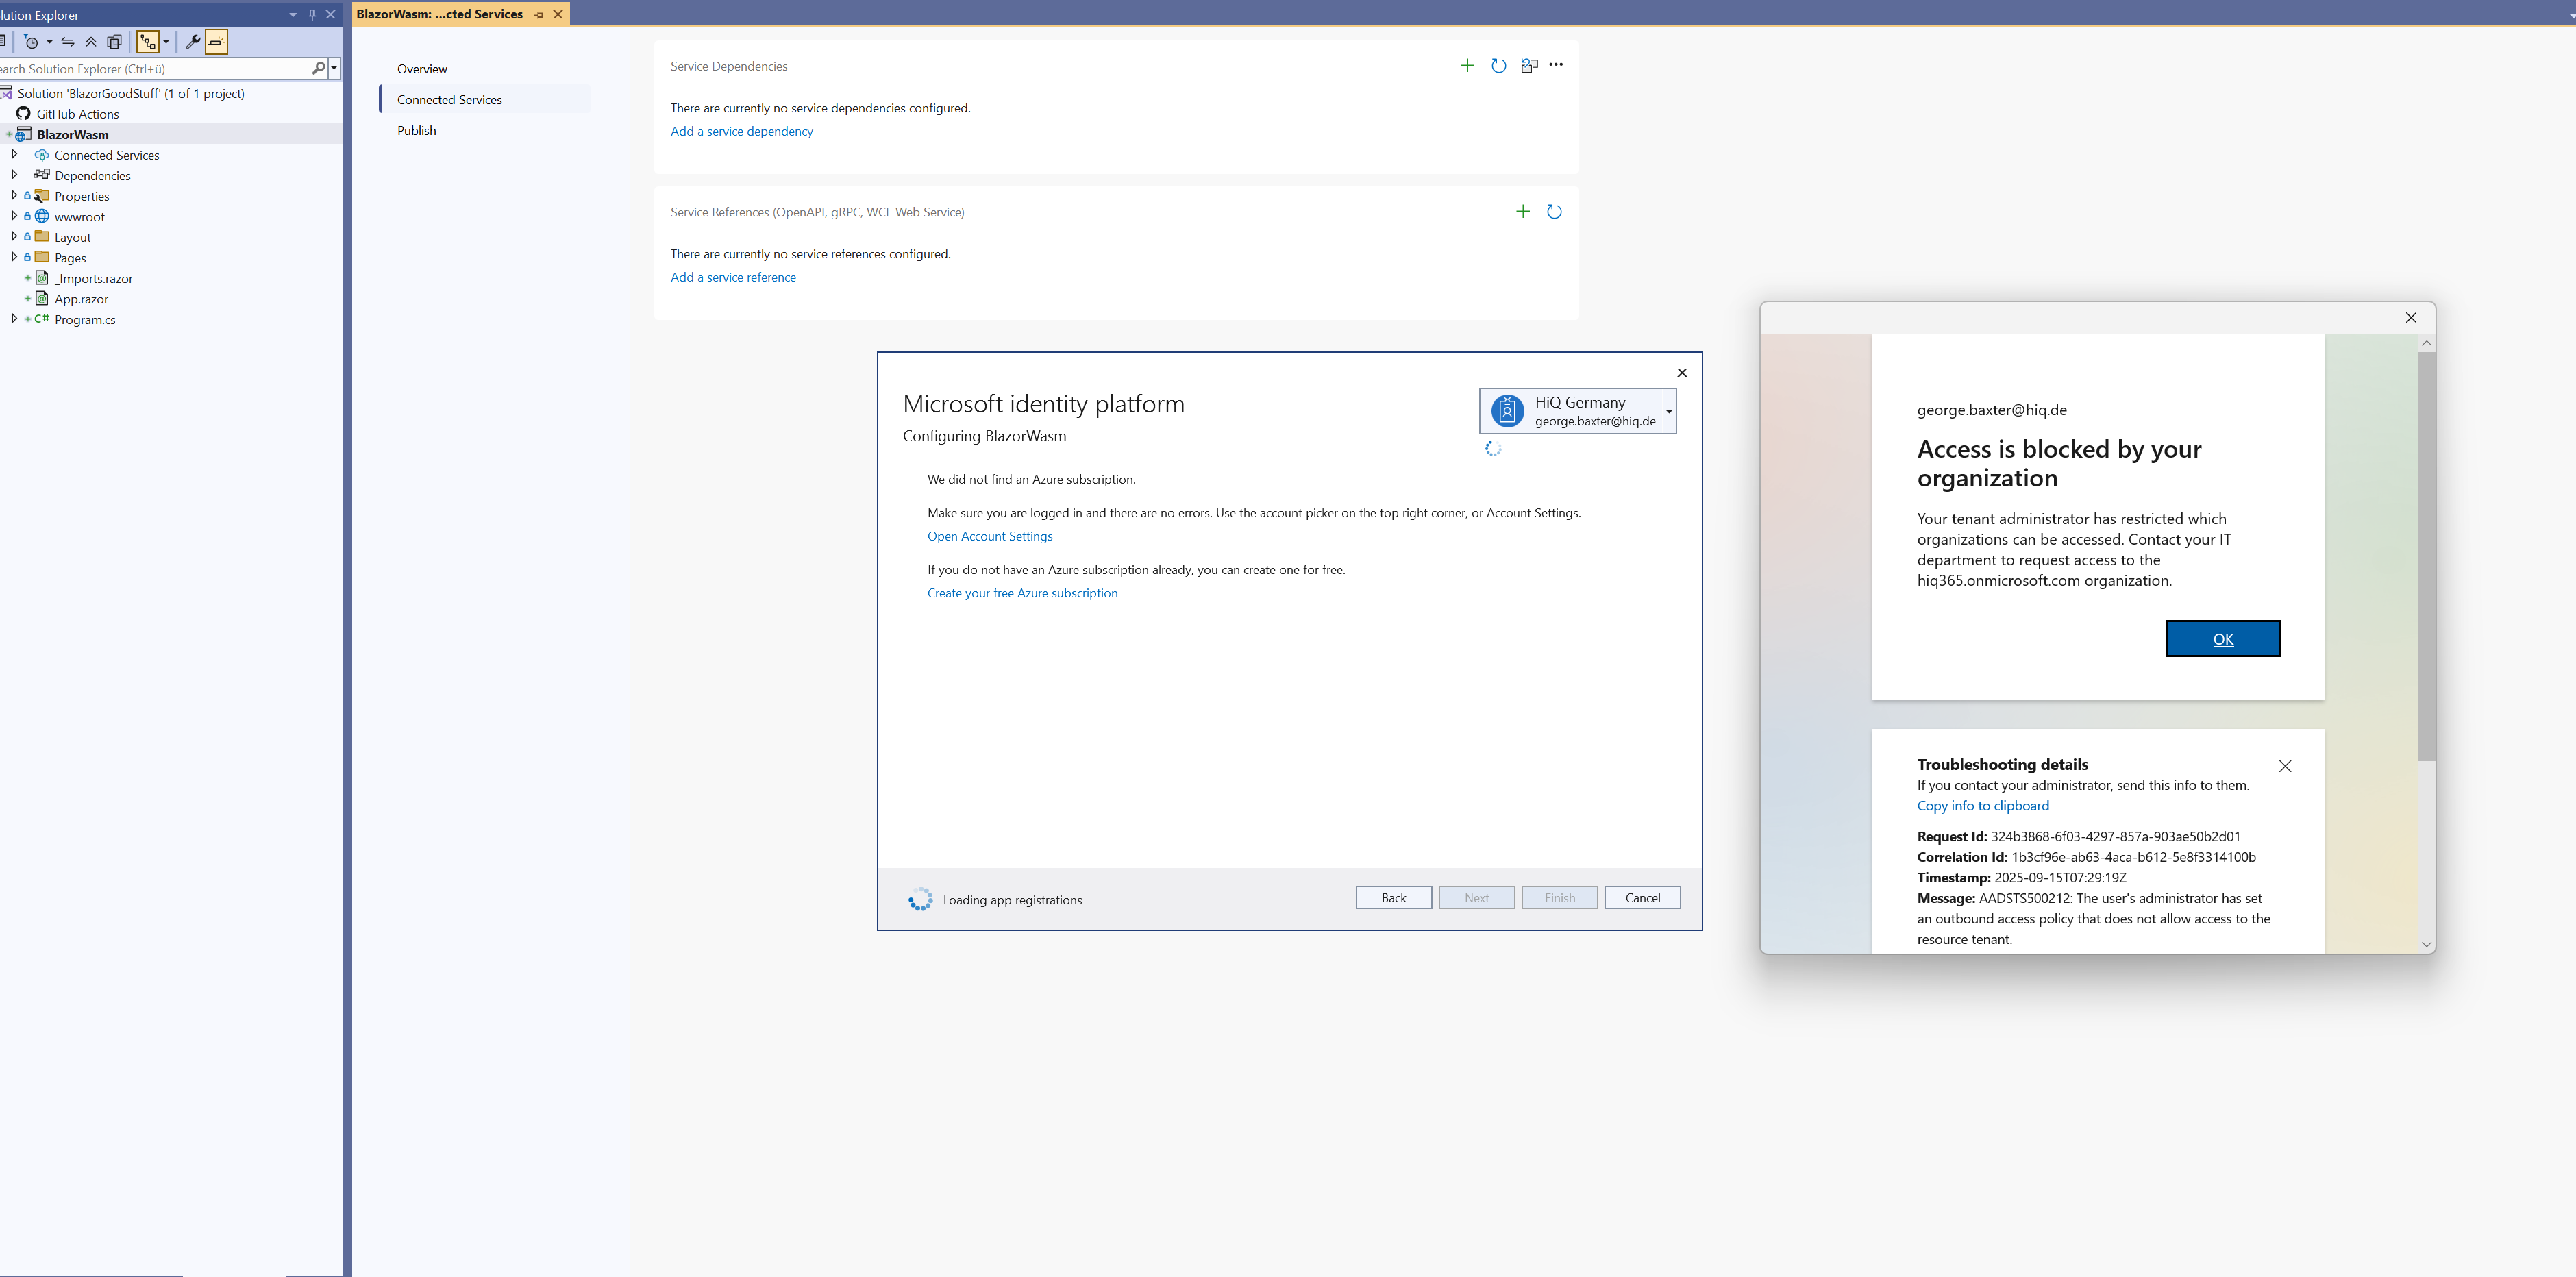 lution Explorer
earch Solution Explorer (Ctrl+ü)
Solution 'BlazorGoodStuff' (1 of 1 project)
GitHub Actions
BlazorWasm
Connected Services
Dependencies
Properties
wwwroot
Layout
Pages
_Imports.razor
App.razor
C# Program.cs
BlazorWasm: ...cted Services
Overview
Connected Services
Publish
Service Dependencies
There are currently no service dependencies configured.
Add a service dependency
Service References (OpenAPI, gRPC, WCF Web Service)
There are currently no service references configured.
Add a service reference
Microsoft identity platform
Configuring BlazorWasm
HiQ Germany
george.baxter@hiq.de
We did not find an Azure subscription.
Make sure you are logged in and there are no errors. Use the account picker on the top right corner, or Account Settings.
Open Account Settings
If you do not have an Azure subscription already, you can create one for free.
Create your free Azure subscription
Loading app registrations
Back
Next
Finish
Cancel
george.baxter@hiq.de
Access is blocked by your
organization
Your tenant administrator has restricted which
organizations can be accessed. Contact your IT
department to request access to the
hiq365.onmicrosoft.com organization.
OK
Troubleshooting details
If you contact your administrator, send this info to them.
Copy info to clipboard
Request Id: 324b3868-6f03-4297-857a-903ae50b2d01
Correlation Id: 1b3cf96e-ab63-4aca-b612-5e8f3314100b
Timestamp: 2025-09-15T07:29:19Z
Message: AADSTS500212: The user's administrator has set
an outbound access policy that does not allow access to the
resource tenant.